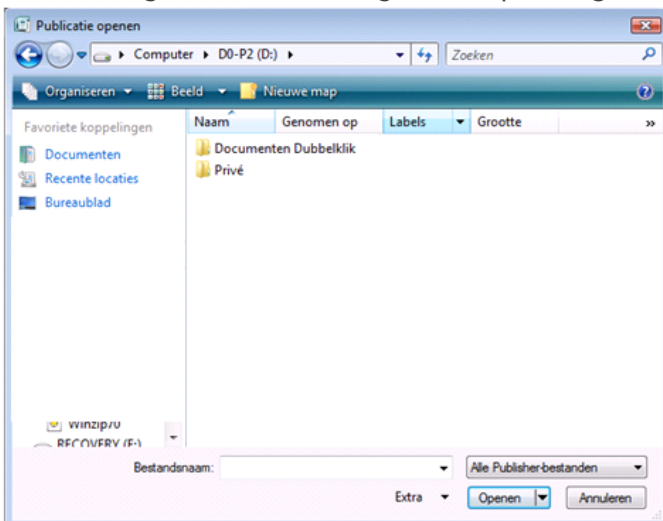 Publicatie openen
Computer D0-P2 (D:) Zoeken
Organiseren Beeld Nieuwe map
Favoriete koppelingen
Naam Genomen op Labels Grootte »
Documenten
Recente locaties
Bureaublad
Documenten Dubbelklik
Privé
Winzip70
RECOVERY (F:)
Bestandsnaam: Alle Publisher-bestanden
Extra Openen Annuleren